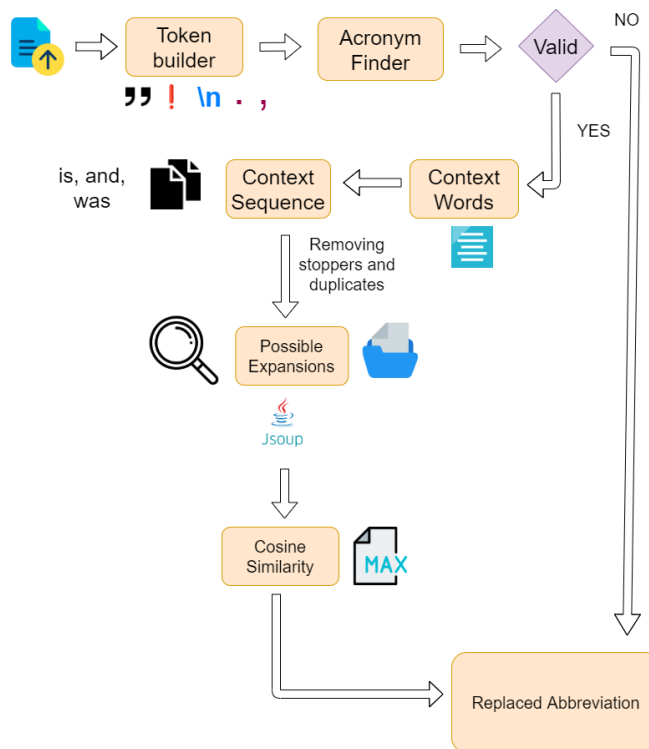 Token
builder
Acronym
Finder
Valid
NO
❟❟ ! \n . ,
YES
is, and,
was
Context
Sequence
Context
Words
Removing
stoppers and
duplicates
Possible
Expansions
Jsoup
Cosine
Similarity
MAX
Replaced Abbreviation